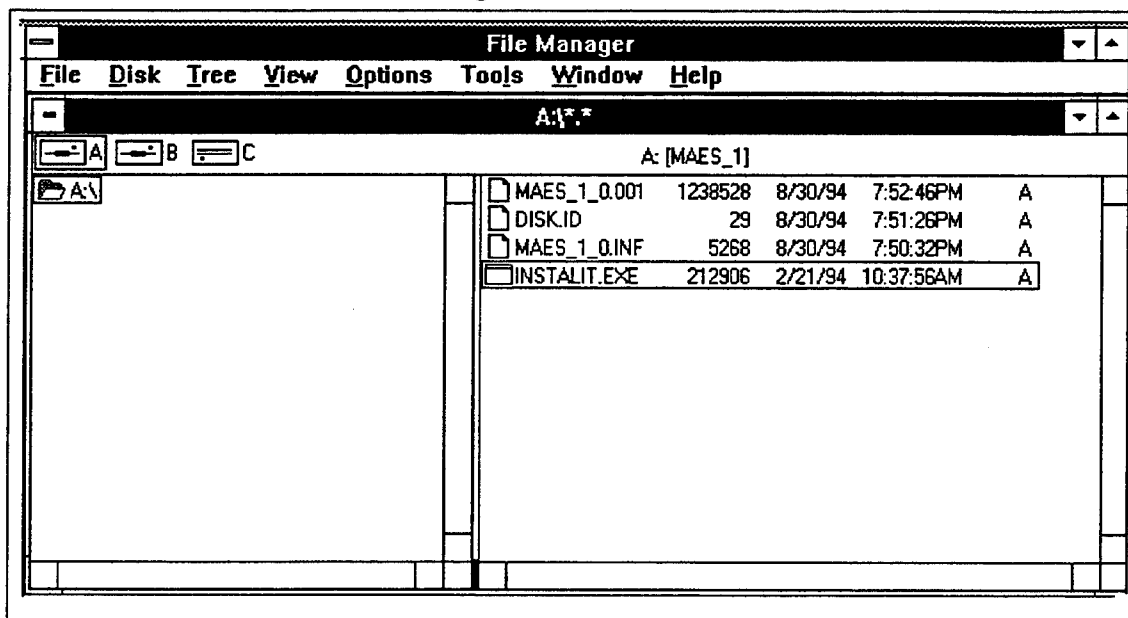 File Manager
File Disk Tree View Options Tools Window Help
A:\*.*
A B C A: [MAES_1]
A:\
MAES_1_0.001 1238528 8/30/94 7:52:46PM A
DISK.ID 29 8/30/94 7:51:26PM A
MAES_1_0.INF 5268 8/30/94 7:50:32PM A
INSTALIT.EXE 212906 2/21/94 10:37:56AM A